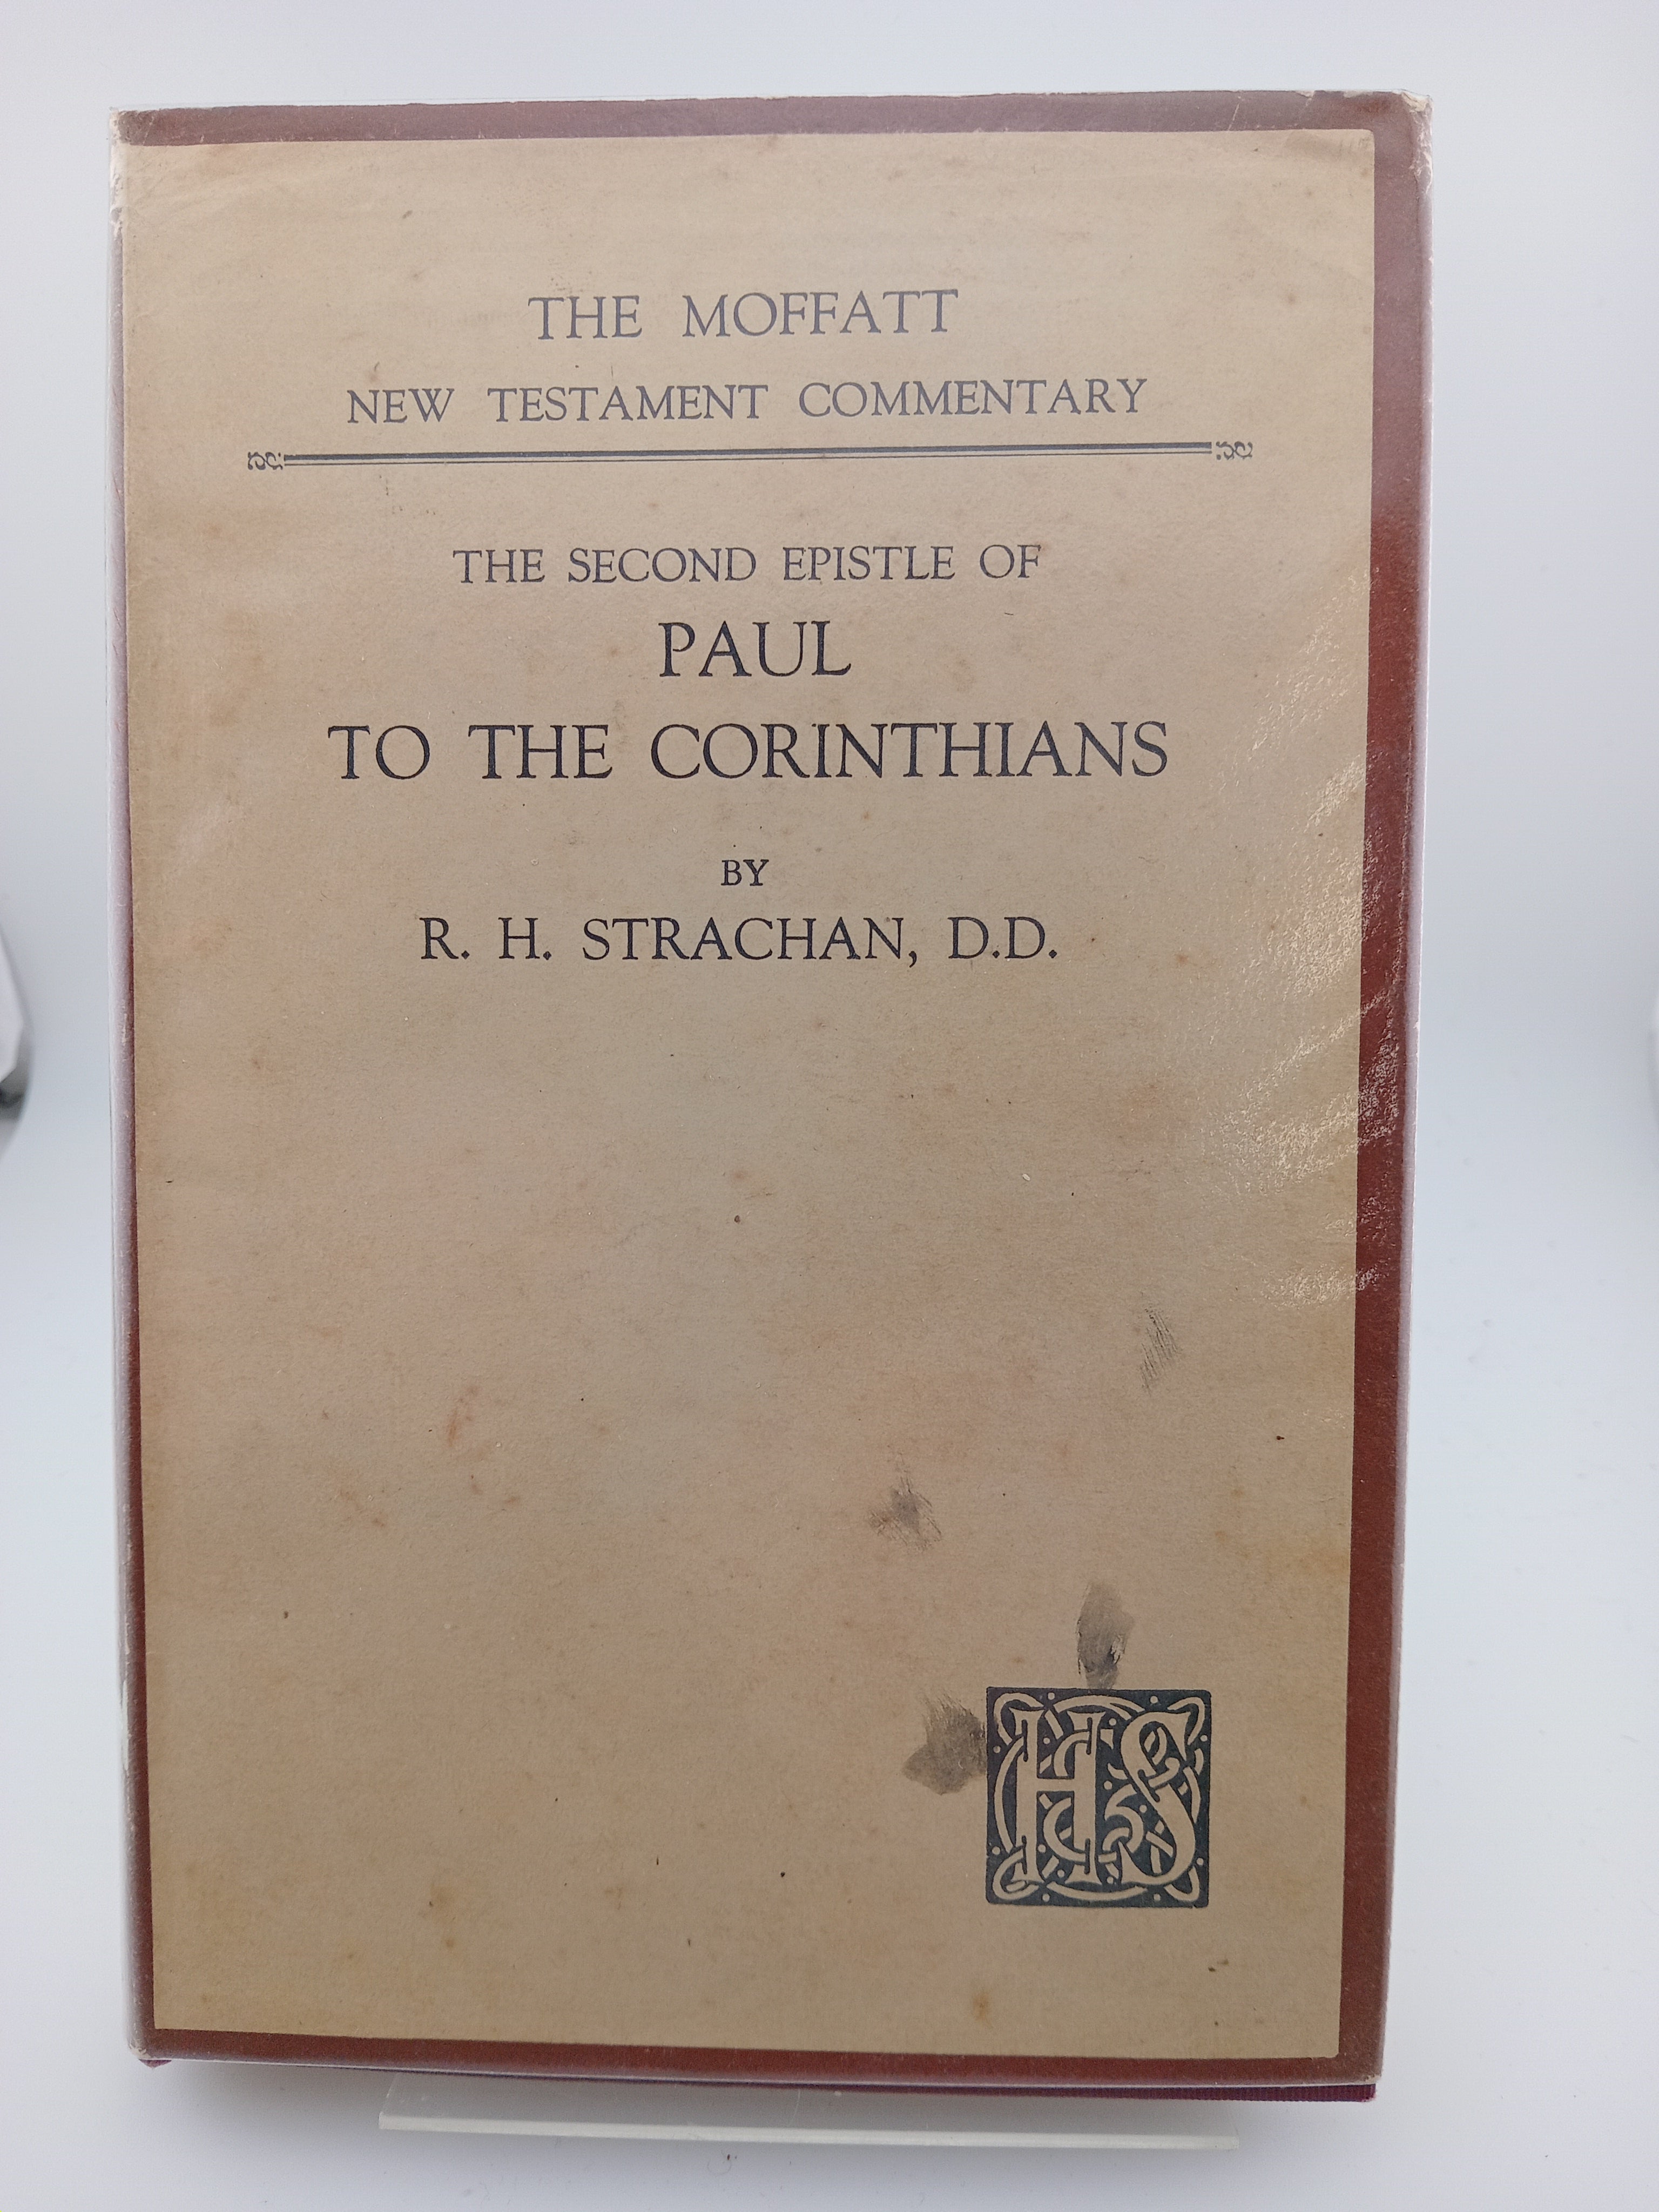 THE MOFFATT
NEW TESTAMENT COMMENTARY
THE SECOND EPISTLE OF
PAUL
TO THE CORINTHIANS
BY
R. H. STRACHAN, D.D.
HS